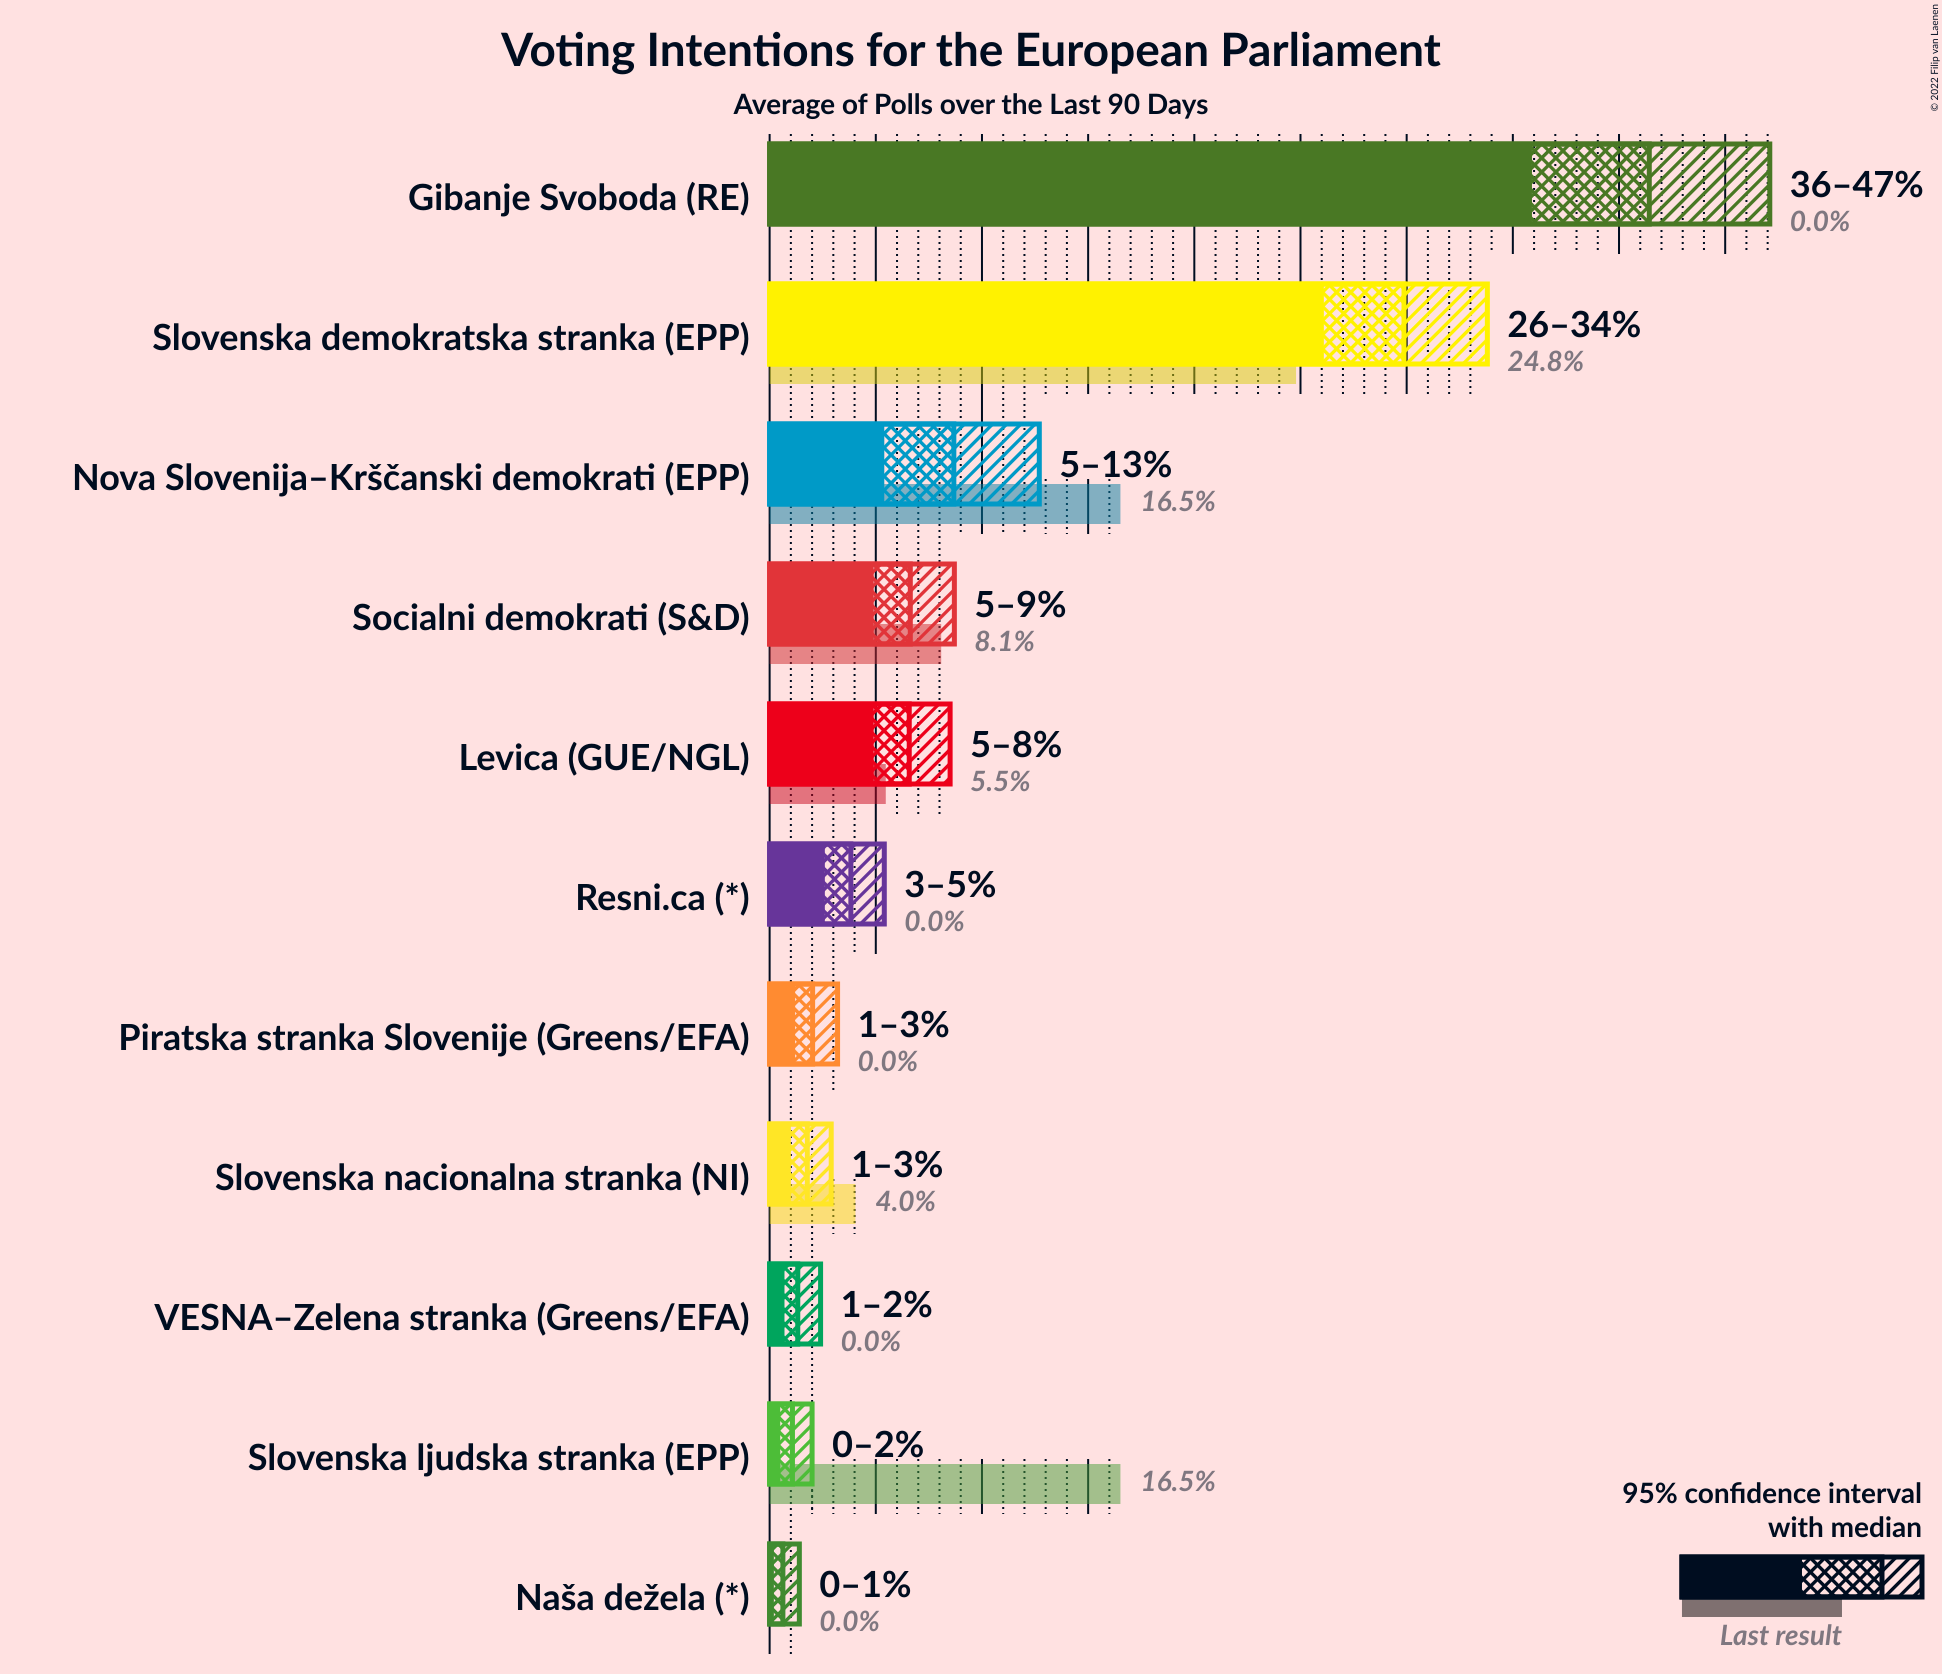 Voting Intentions for the European Parliament
Average of Polls over the Last 90 Days
© 2022 Filip van Laenen
Gibanje Svoboda (RE)
36–47%
0.0%
Slovenska demokratska stranka (EPP)
26–34%
24.8%
Nova Slovenija–Krščanski demokrati (EPP)
5–13%
16.5%
Socialni demokrati (S&D)
5–9%
8.1%
Levica (GUE/NGL)
5–8%
5.5%
Resni.ca (*)
3–5%
0.0%
Piratska stranka Slovenije (Greens/EFA)
1–3%
0.0%
Slovenska nacionalna stranka (NI)
1–3%
4.0%
VESNA–Zelena stranka (Greens/EFA)
1–2%
0.0%
Slovenska ljudska stranka (EPP)
0–2%
16.5%
Naša dežela (*)
0–1%
0.0%
95% confidence interval
with median
Last result